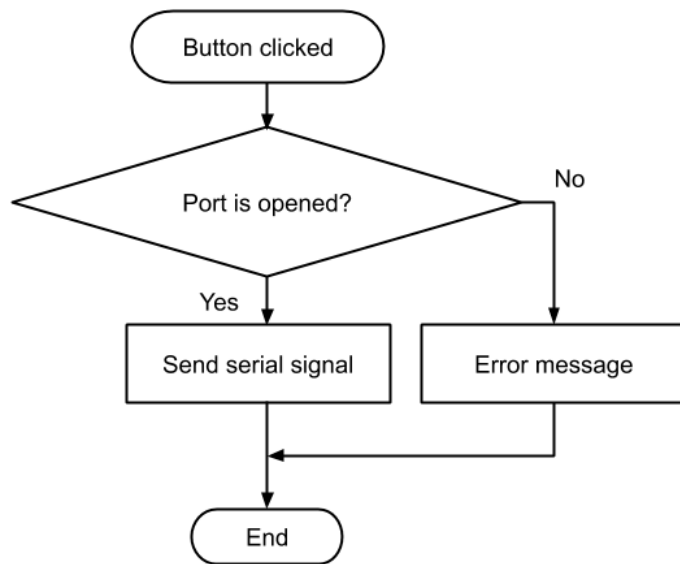 Button clicked
Port is opened?
No
Yes
Send serial signal
Error message
End